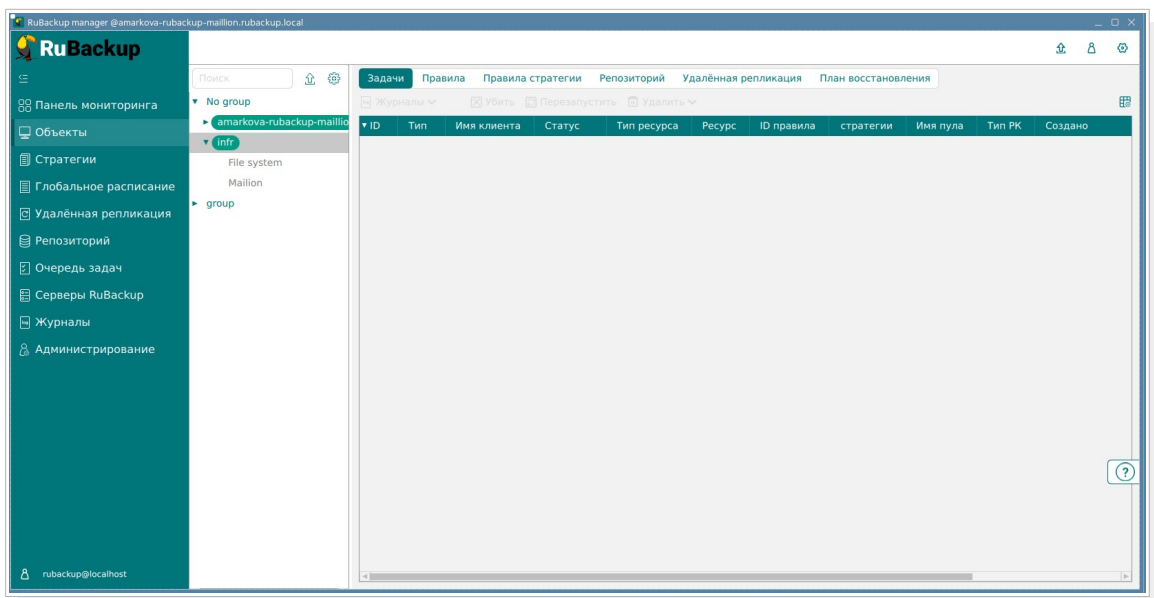 RuBackup manager @amarkova-rubackup-maillion.rubackup.local
RuBackup
Поиск
Задачи Правила Правила стратегии Репозиторий Удалённая репликация План восстановления
Журналы Убить Перезапустить Удалить
ID Тип Имя клиента Статус Тип ресурса Ресурс ID правила стратегии Имя пула Тип РК Создано
Панель мониторинга
Объекты
Стратегии
Глобальное расписание
Удалённая репликация
Репозиторий
Очередь задач
Серверы RuBackup
Журналы
Администрирование
No group
amarkova-rubackup-maillio
infr
File system
Mailion
group
?
rubackup@localhost